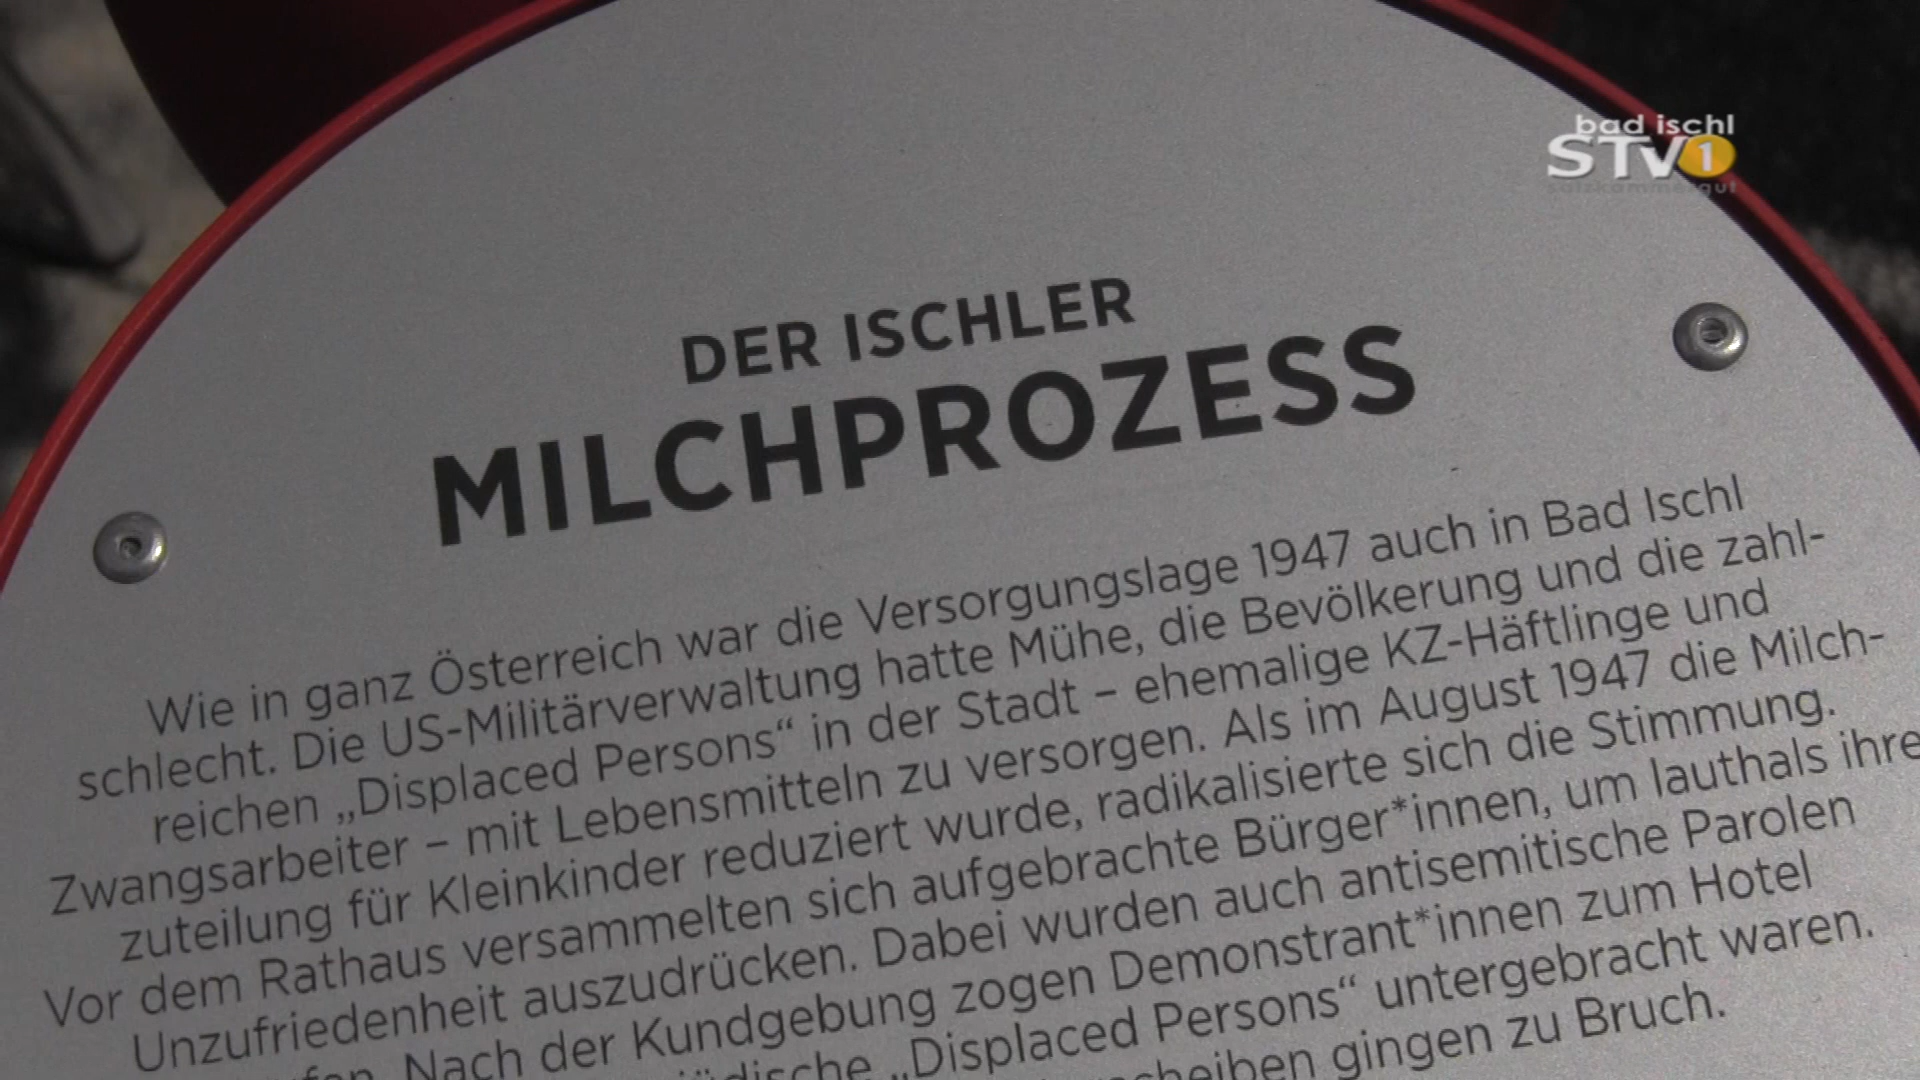 bad ischl
STV1
salzkammergut
DER ISCHLER
MILCHPROZESS
Wie in ganz Österreich war die Versorgungslage 1947 auch in Bad Ischl
schlecht. Die US-Militärverwaltung hatte Mühe, die Bevölkerung und die zahl-
reichen „Displaced Persons“ in der Stadt – ehemalige KZ-Häftlinge und
Zwangsarbeiter – mit Lebensmitteln zu versorgen. Als im August 1947 die Milch-
zuteilung für Kleinkinder reduziert wurde, radikalisierte sich die Stimmung.
Vor dem Rathaus versammelten sich aufgebrachte Bürger*innen, um lauthals ihre
Unzufriedenheit auszudrücken. Dabei wurden auch antisemitische Parolen
Nach der Kundgebung zogen Demonstrant*innen zum Hotel
„Displaced Persons“ untergebracht waren.
gingen zu Bruch.